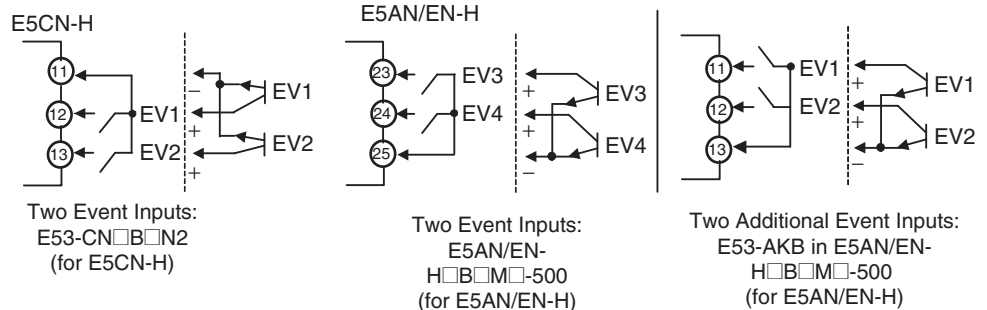 E5CN-H
11
12
13
EV1
EV2
−
+
+
EV1
EV2
Two Event Inputs:
E53-CN□B□N2
(for E5CN-H)
E5AN/EN-H
23
24
25
EV3
EV4
+
+
−
EV3
EV4
Two Event Inputs:
E5AN/EN-
H□B□M□-500
(for E5AN/EN-H)
11
12
13
EV1
EV2
+
+
−
EV1
EV2
Two Additional Event Inputs:
E53-AKB in E5AN/EN-
H□B□M□-500
(for E5AN/EN-H)